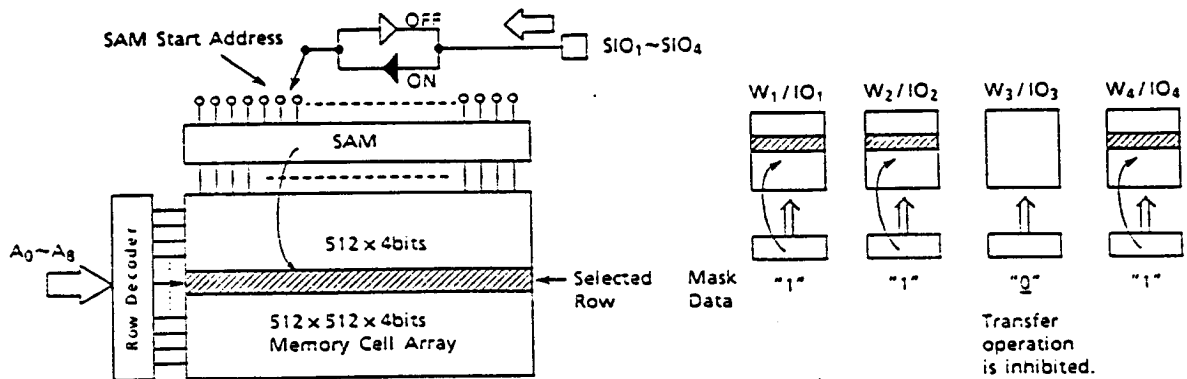 OFF
SAM Start Address
SIO₁~SIO₄
ON
W₁/IO₁ W₂/IO₂ W₃/IO₃ W₄/IO₄
SAM
A₀~A₈
Row Decoder
512 × 4bits
Selected
Row
Mask
Data
"1" "1" "0" "1"
512 × 512 × 4bits
Memory Cell Array
Transfer
operation
is inhibited.